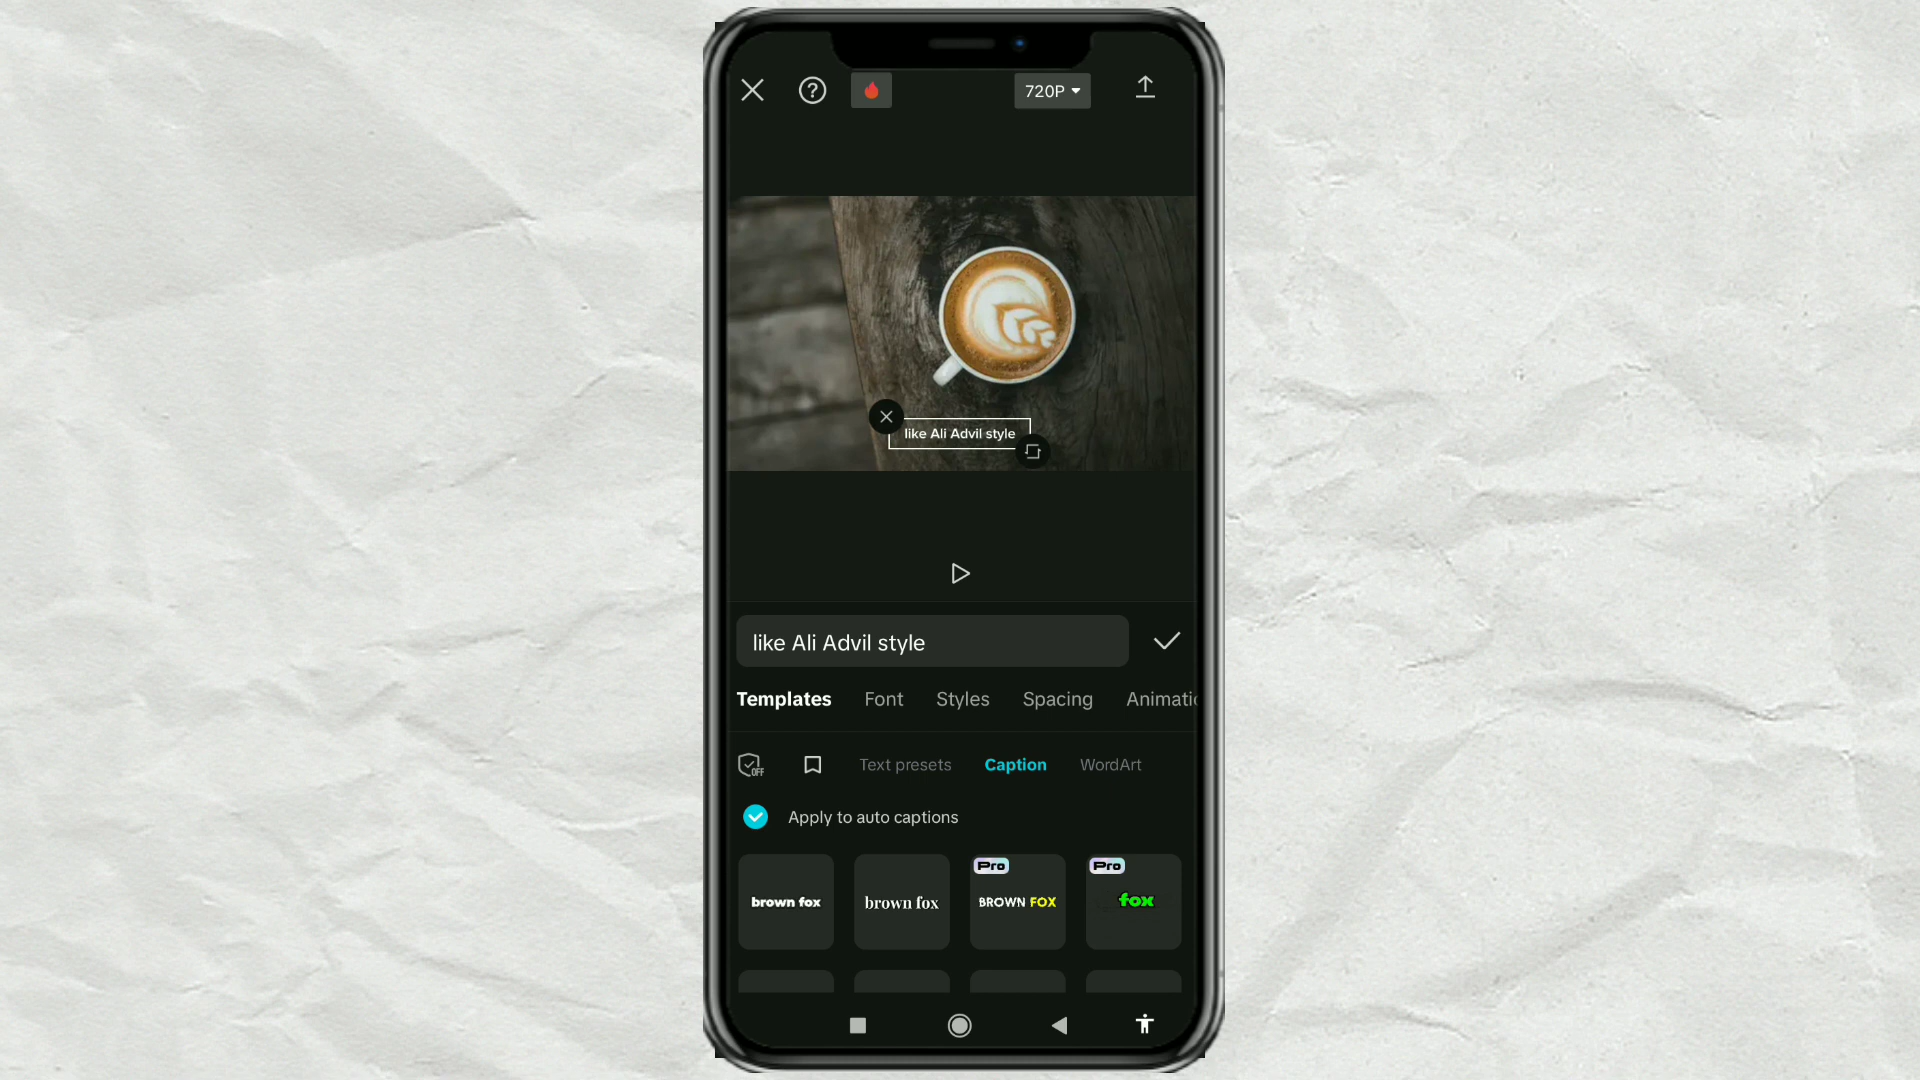 720P
like Ali Advil style
like Ali Advil style
Templates Font Styles Spacing Animatic
OFF Text presets Caption WordArt
Apply to auto captions
Pro Pro
brown fox brown fox BROWN FOX fox